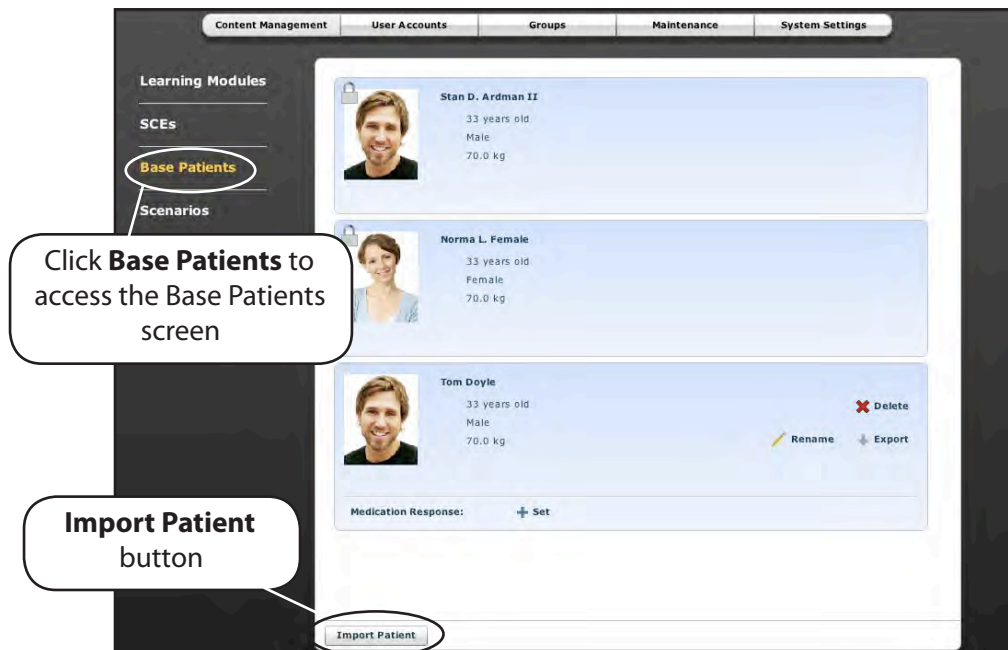 Content Management User Accounts Groups Maintenance System Settings
Learning Modules
SCEs
Base Patients
Scenarios
Click Base Patients to
access the Base Patients
screen
Stan D. Ardman II
33 years old
Male
70.0 kg
Norma L. Female
33 years old
Female
70.0 kg
Tom Doyle
33 years old
Male
70.0 kg
Delete
Rename Export
Medication Response: Set
Import Patient
button
Import Patient